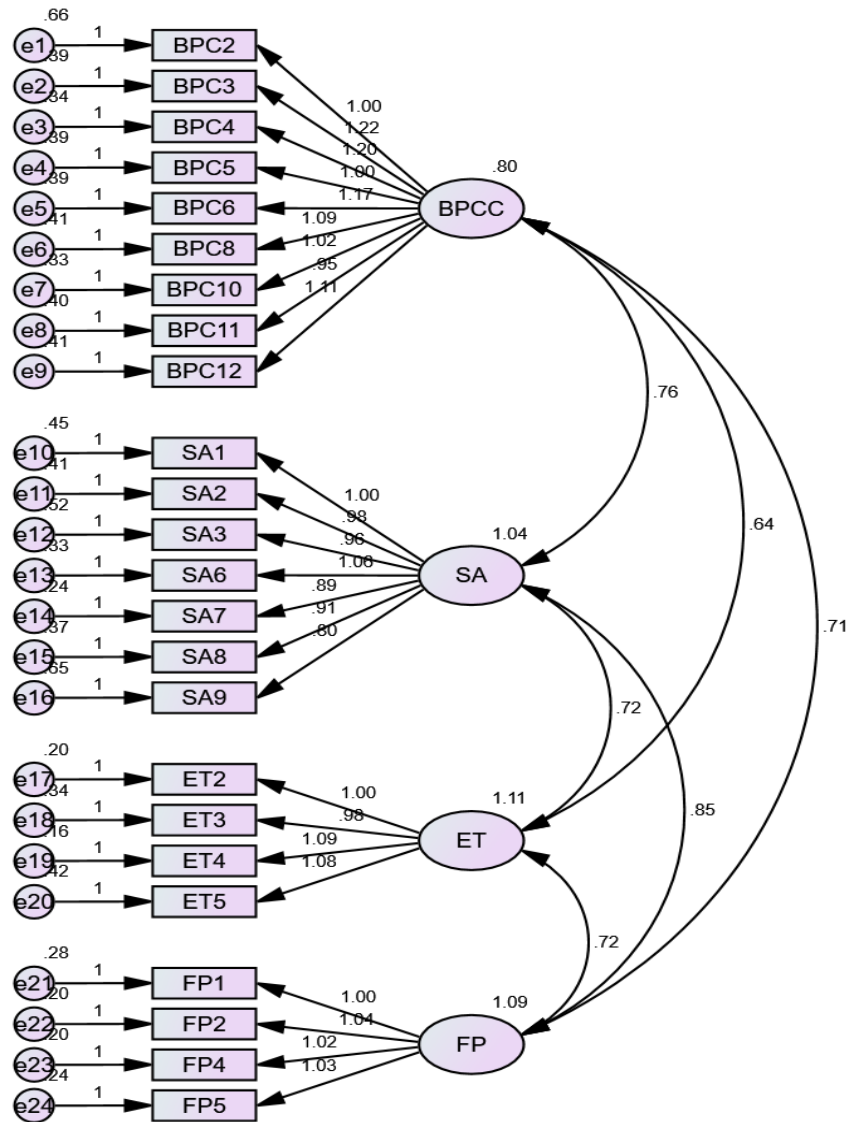 .66
e1 1 BPC2
.39
e2 1 BPC3
.34
e3 1 BPC4
.39
e4 1 BPC5
.39
e5 1 BPC6
.41
e6 1 BPC8
.33
e7 1 BPC10
.40
e8 1 BPC11
.41
e9 1 BPC12
1.00
1.22
1.20
1.00
1.17
1.09
1.02
.95
1.11
.80
BPCC
.45
e10 1 SA1
.41
e11 1 SA2
.52
e12 1 SA3
.33
e13 1 SA6
.24
e14 1 SA7
.37
e15 1 SA8
.65
e16 1 SA9
1.00
.98
.96
1.06
.89
.91
.80
1.04
SA
.20
e17 1 ET2
.34
e18 1 ET3
.16
e19 1 ET4
.42
e20 1 ET5
1.00
.98
1.09
1.08
1.11
ET
.28
e21 1 FP1
.20
e22 1 FP2
.20
e23 1 FP4
.24
e24 1 FP5
1.00
1.04
1.02
1.03
1.09
FP
.76
.64
.71
.72
.85
.72